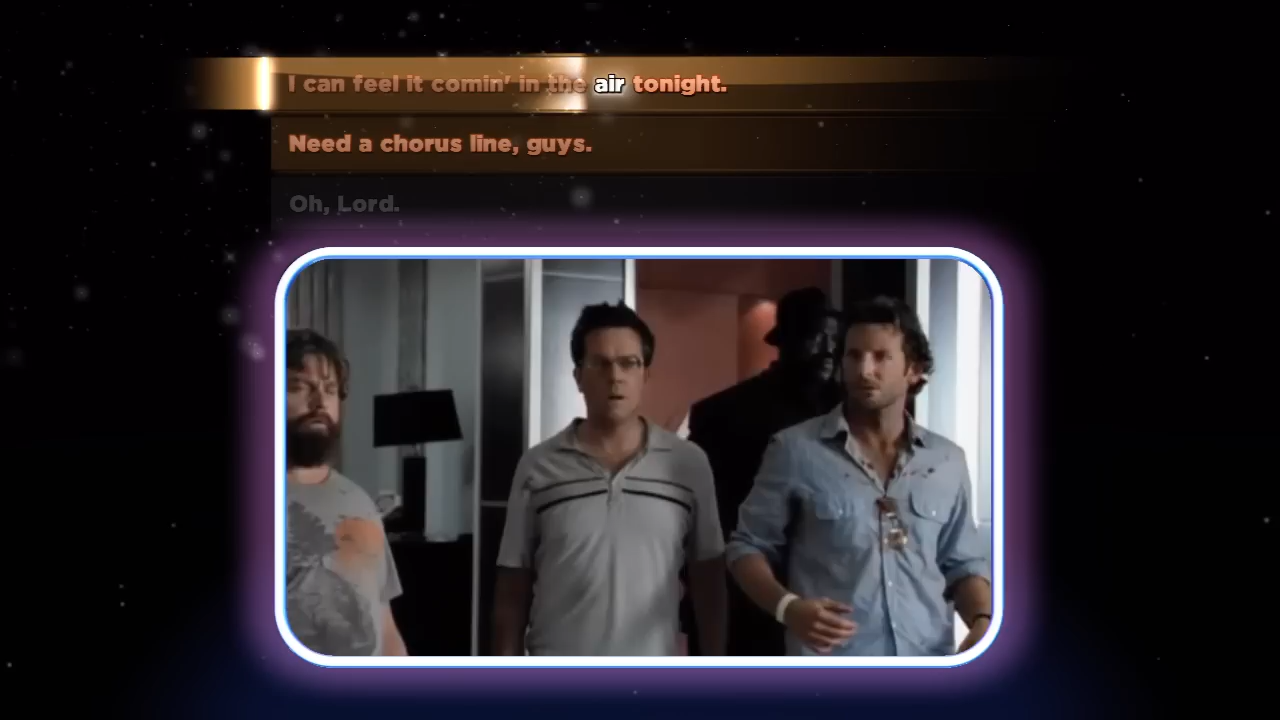 I can feel it comin' in the air tonight.
Need a chorus line, guys.
Oh, Lord.